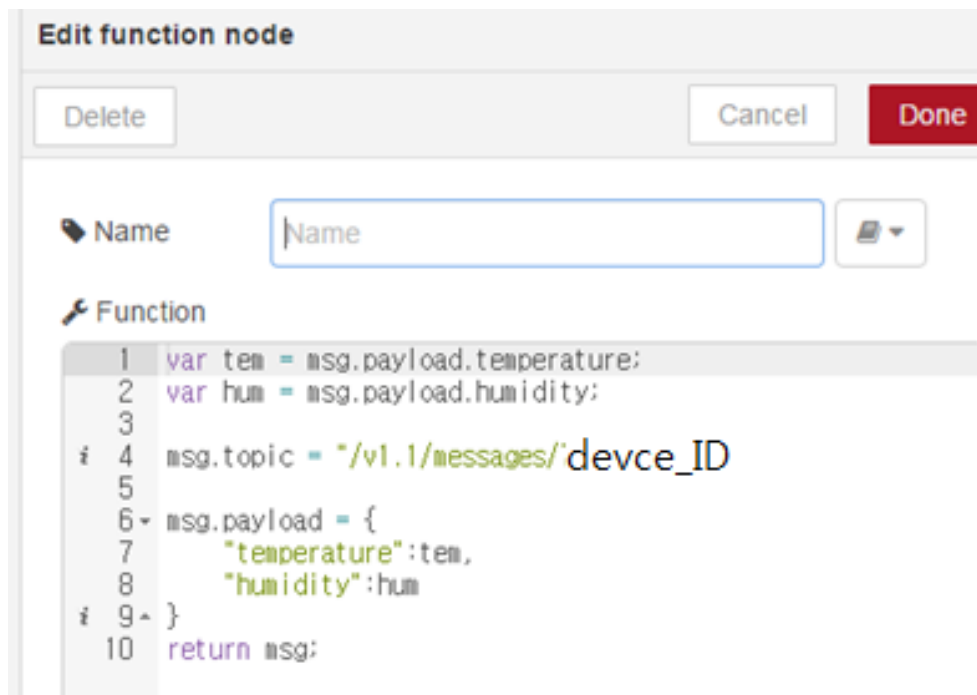 Edit function node
Delete Cancel Done
Name Name
Function
1 var tem = msg.payload.temperature;
2 var hum = msg.payload.humidity;
3
i 4 msg.topic = "/v1.1/messages/"devce_ID
5
6 msg.payload = {
7 "temperature":tem,
8 "humidity":hum
i 9 }
10 return msg;